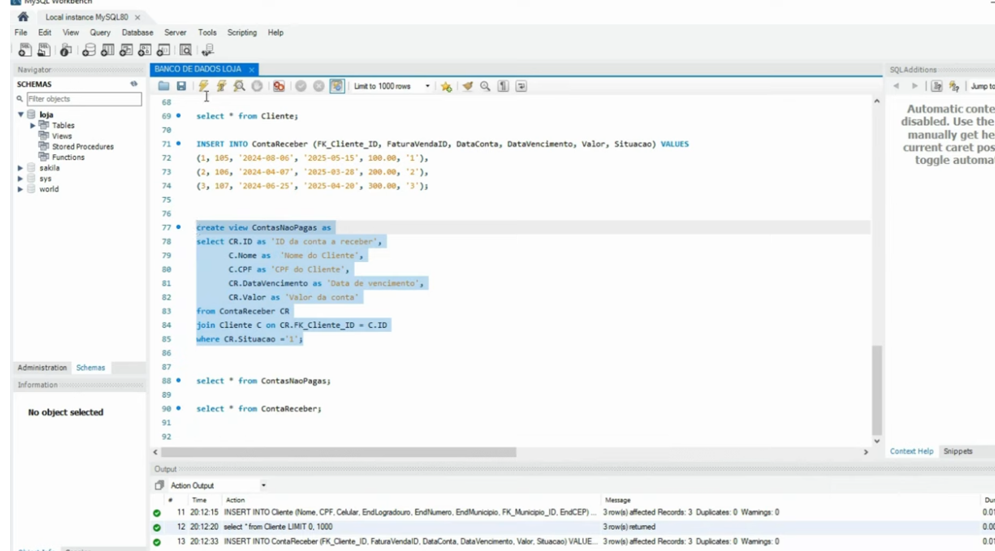 MySQL Workbench
Local instance MySQL80 ×
File Edit View Query Database Server Tools Scripting Help
Navigator
SCHEMAS
Filter objects
loja
Tables
Views
Stored Procedures
Functions
sakila
sys
world
Administration Schemas
Information
No object selected
BANCO DE DADOS LOJA ×
Limit to 1000 rows
68
69 select * from Cliente;
70
71 INSERT INTO ContaReceber (FK_Cliente_ID, FaturaVendaID, DataConta, DataVencimento, Valor, Situacao) VALUES
72 (1, 105, '2024-08-06', '2025-05-15', 100.00, '1'),
73 (2, 106, '2024-04-07', '2025-03-28', 200.00, '2'),
74 (3, 107, '2024-06-25', '2025-04-20', 300.00, '3');
75
76
77 create view ContasNaoPagas as
78 select CR.ID as 'ID da conta a receber',
79 C.Nome as 'Nome do Cliente',
80 C.CPF as 'CPF do Cliente',
81 CR.DataVencimento as 'Data de vencimento',
82 CR.Valor as 'Valor da conta'
83 from ContaReceber CR
84 join Cliente C on CR.FK_Cliente_ID = C.ID
85 where CR.Situacao ='1';
86
87
88 select * from ContasNaoPagas;
89
90 select * from ContaReceber;
91
92
SQLAdditions
Jump to
Automatic conte
disabled. Use the
manually get he
current caret pos
toggle automa
Context Help Snippets
Output
Action Output
# Time Action Message Du
11 20:12:15 INSERT INTO Cliente (Nome, CPF, Celular, EndLogradouro, EndNumero, EndMunicipio, FK_Municipio_ID, EndCEP) ... 3 row(s) affected Records: 3 Duplicates: 0 Warnings: 0 0.01
12 20:12:20 select * from Cliente LIMIT 0, 1000 3 row(s) returned 0.00
13 20:12:33 INSERT INTO ContaReceber (FK_Cliente_ID, FaturaVendaID, DataConta, DataVencimento, Valor, Situacao) VALUE... 3 row(s) affected Records: 3 Duplicates: 0 Warnings: 0 0.01